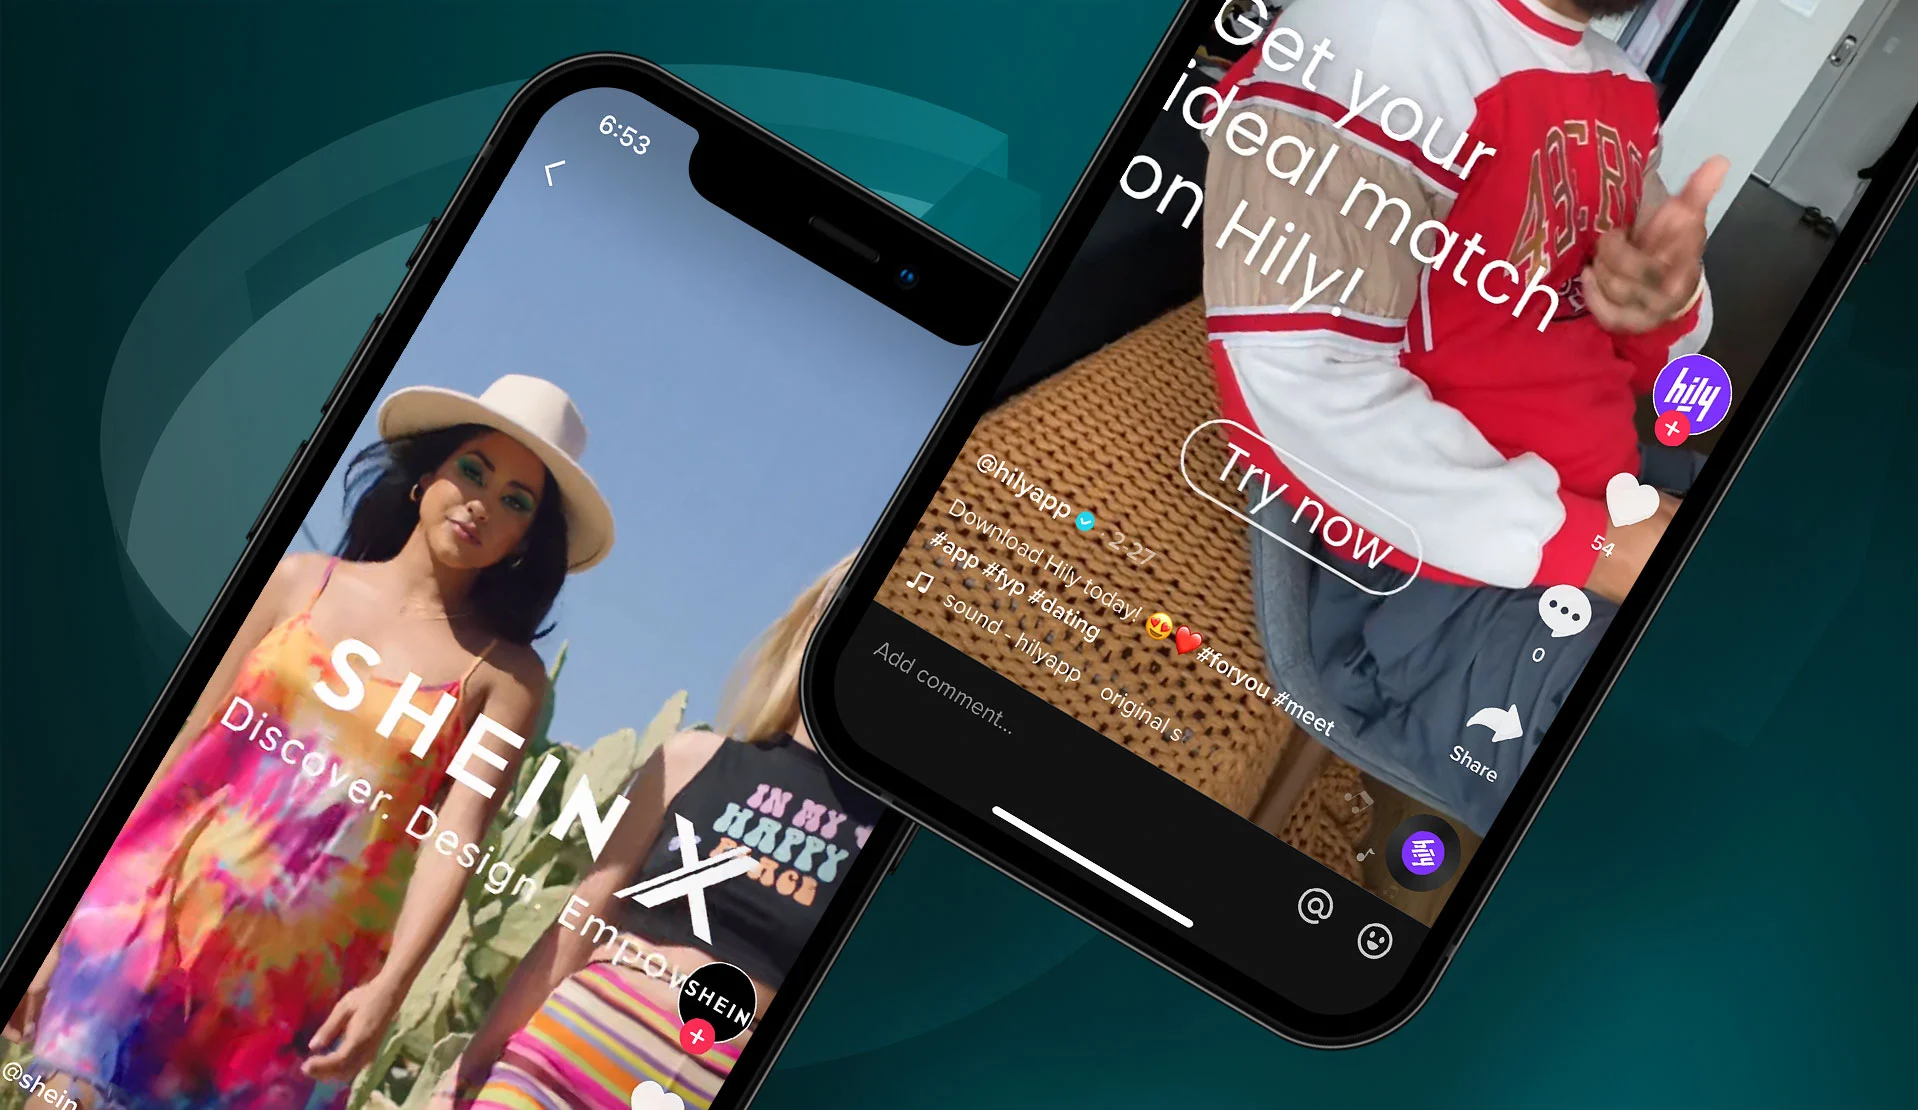 6:53
SHEIN X
Discover. Design. Empow
SHEIN
@shein
IN MY
HAPPY
Get your
ideal match
on Hily!
49ERS
hily
Try now
54
0
Share
@hilyapp · 2-27
Download Hily today! 😍❤️ #foryou #meet
#app #fyp #dating
sound - hilyapp original s
Add comment...
hily